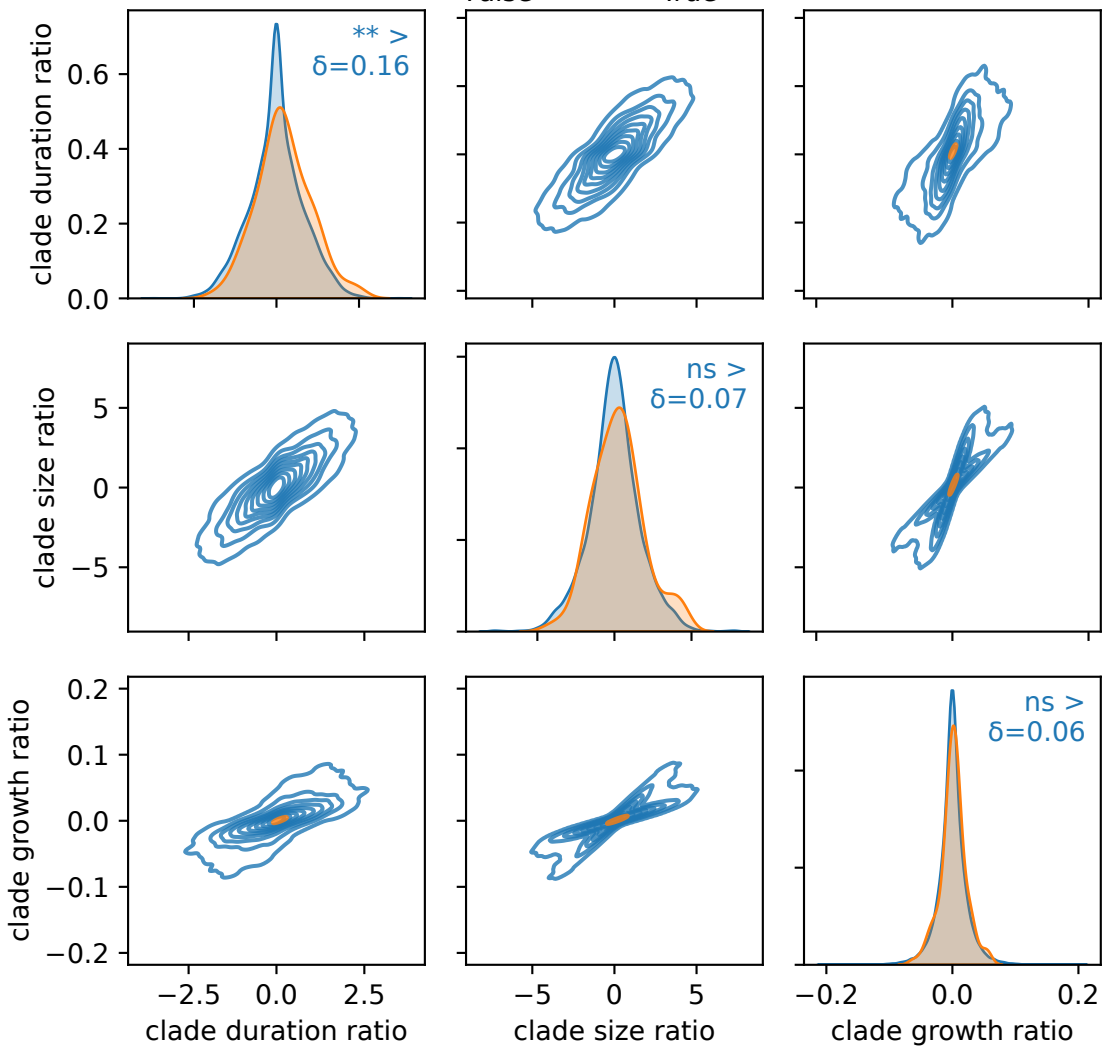 True
** >
δ=0.16
clade duration ratio
0.6
0.4
0.2
0.0
ns >
δ=0.07
clade size ratio
5
0
−5
ns >
δ=0.06
clade growth ratio
0.2
0.1
0.0
−0.1
−0.2
−2.5 0.0 2.5
−5 0 5
−0.2 0.0 0.2
clade duration ratio
clade size ratio
clade growth ratio